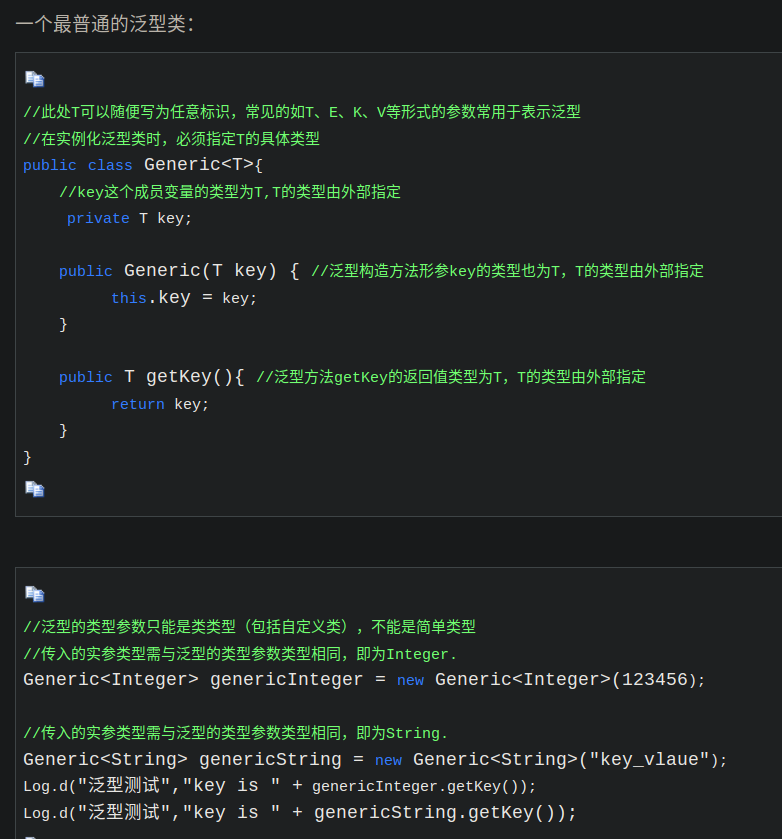 一个最普通的泛型类：
//此处T可以随便写为任意标识，常见的如T、E、K、V等形式的参数常用于表示泛型
//在实例化泛型类时，必须指定T的具体类型
public class Generic<T>{
    //key这个成员变量的类型为T,T的类型由外部指定
    private T key;
    public Generic(T key) { //泛型构造方法形参key的类型也为T，T的类型由外部指定
        this.key = key;
    }
    public T getKey(){ //泛型方法getKey的返回值类型为T，T的类型由外部指定
        return key;
    }
}
//泛型的类型参数只能是类类型（包括自定义类），不能是简单类型
//传入的实参类型需与泛型的类型参数类型相同，即为Integer.
Generic<Integer> genericInteger = new Generic<Integer>(123456);
//传入的实参类型需与泛型的类型参数类型相同，即为String.
Generic<String> genericString = new Generic<String>("key_vlaue");
Log.d("泛型测试","key is " + genericInteger.getKey());
Log.d("泛型测试","key is " + genericString.getKey());